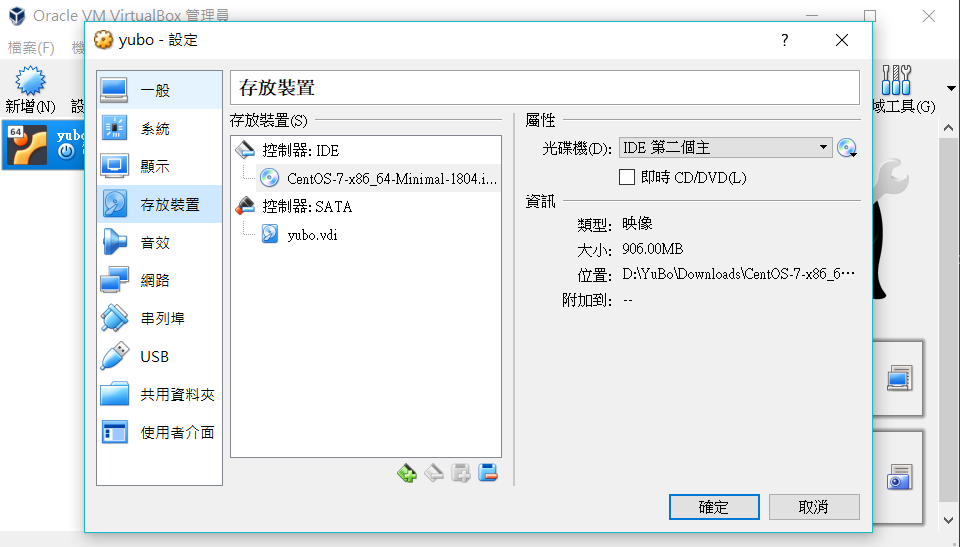 Oracle VM VirtualBox 管理員
檔案(F) 機
新增(N) 設
域工具(G)
64
yubo
yubo - 設定
?
一般
系統
顯示
存放裝置
音效
網路
串列埠
USB
共用資料夾
使用者介面
存放裝置
存放裝置(S)
控制器: IDE
CentOS-7-x86_64-Minimal-1804.i...
控制器: SATA
yubo.vdi
屬性
光碟機(D): IDE 第二個主
即時 CD/DVD(L)
資訊
類型: 映像
大小: 906.00MB
位置: D:\YuBo\Downloads\CentOS-7-x86_6⋯
附加到: --
確定
取消